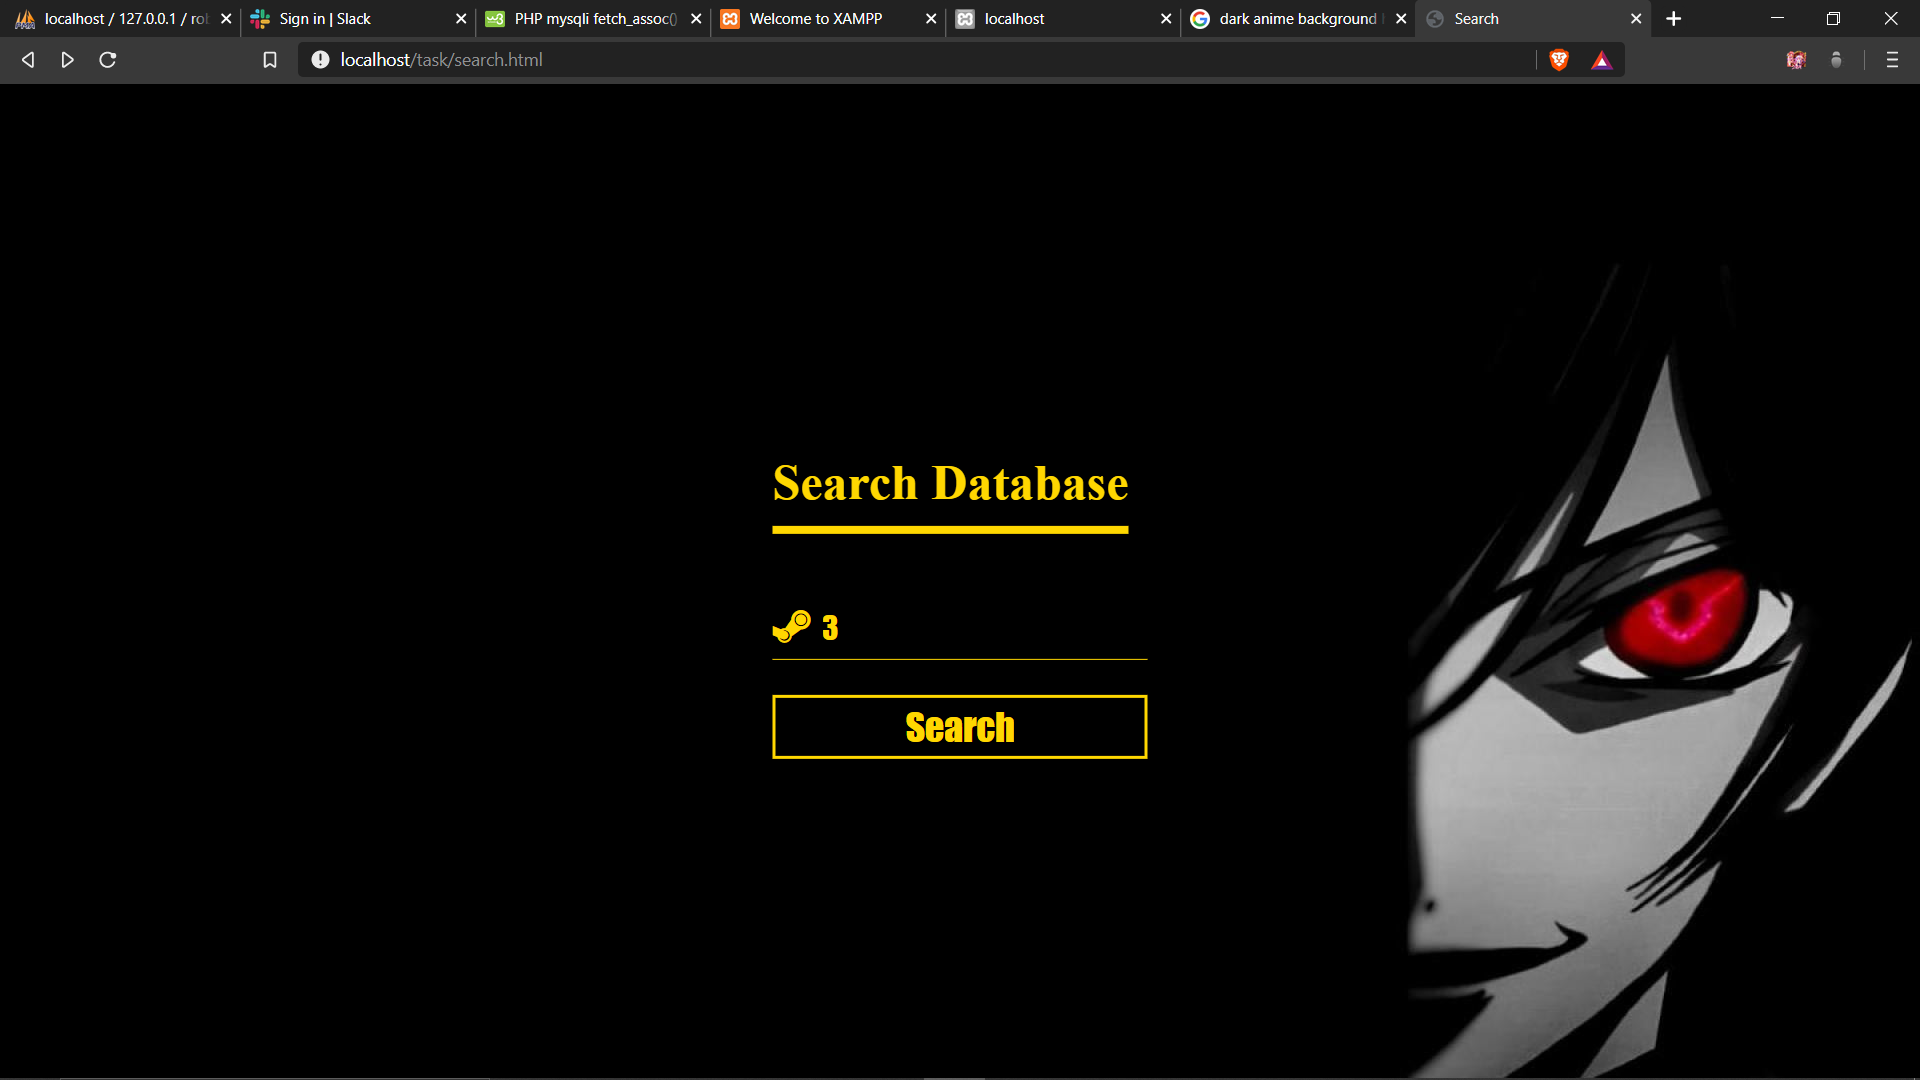 localhost / 127.0.0.1 / rol
Sign in | Slack
PHP mysqli fetch_assoc()
Welcome to XAMPP
localhost
dark anime background
Search
localhost/task/search.html
Search Database
3
Search